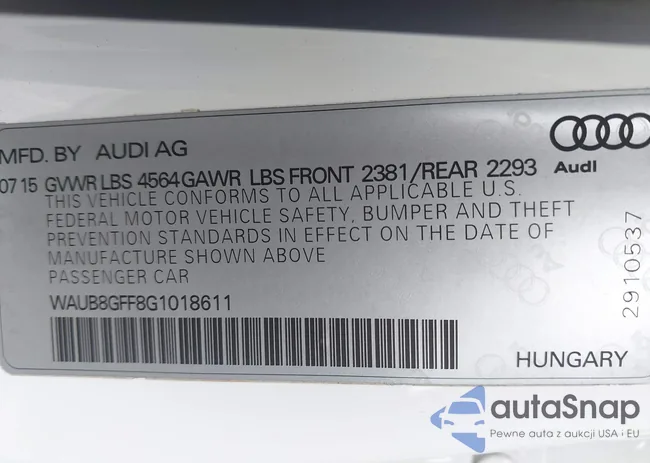 MFD. BY AUDI AG
Audi
0715 GVWR LBS 4564 GAWR LBS FRONT 2381/REAR 2293
THIS VEHICLE CONFORMS TO ALL APPLICABLE U.S.
FEDERAL MOTOR VEHICLE SAFETY, BUMPER AND THEFT
PREVENTION STANDARDS IN EFFECT ON THE DATE OF
MANUFACTURE SHOWN ABOVE
PASSENGER CAR
WAUB8GFF8G1018611
2910537
HUNGARY
autaSnap
Pewne auta z aukcji USA i EU